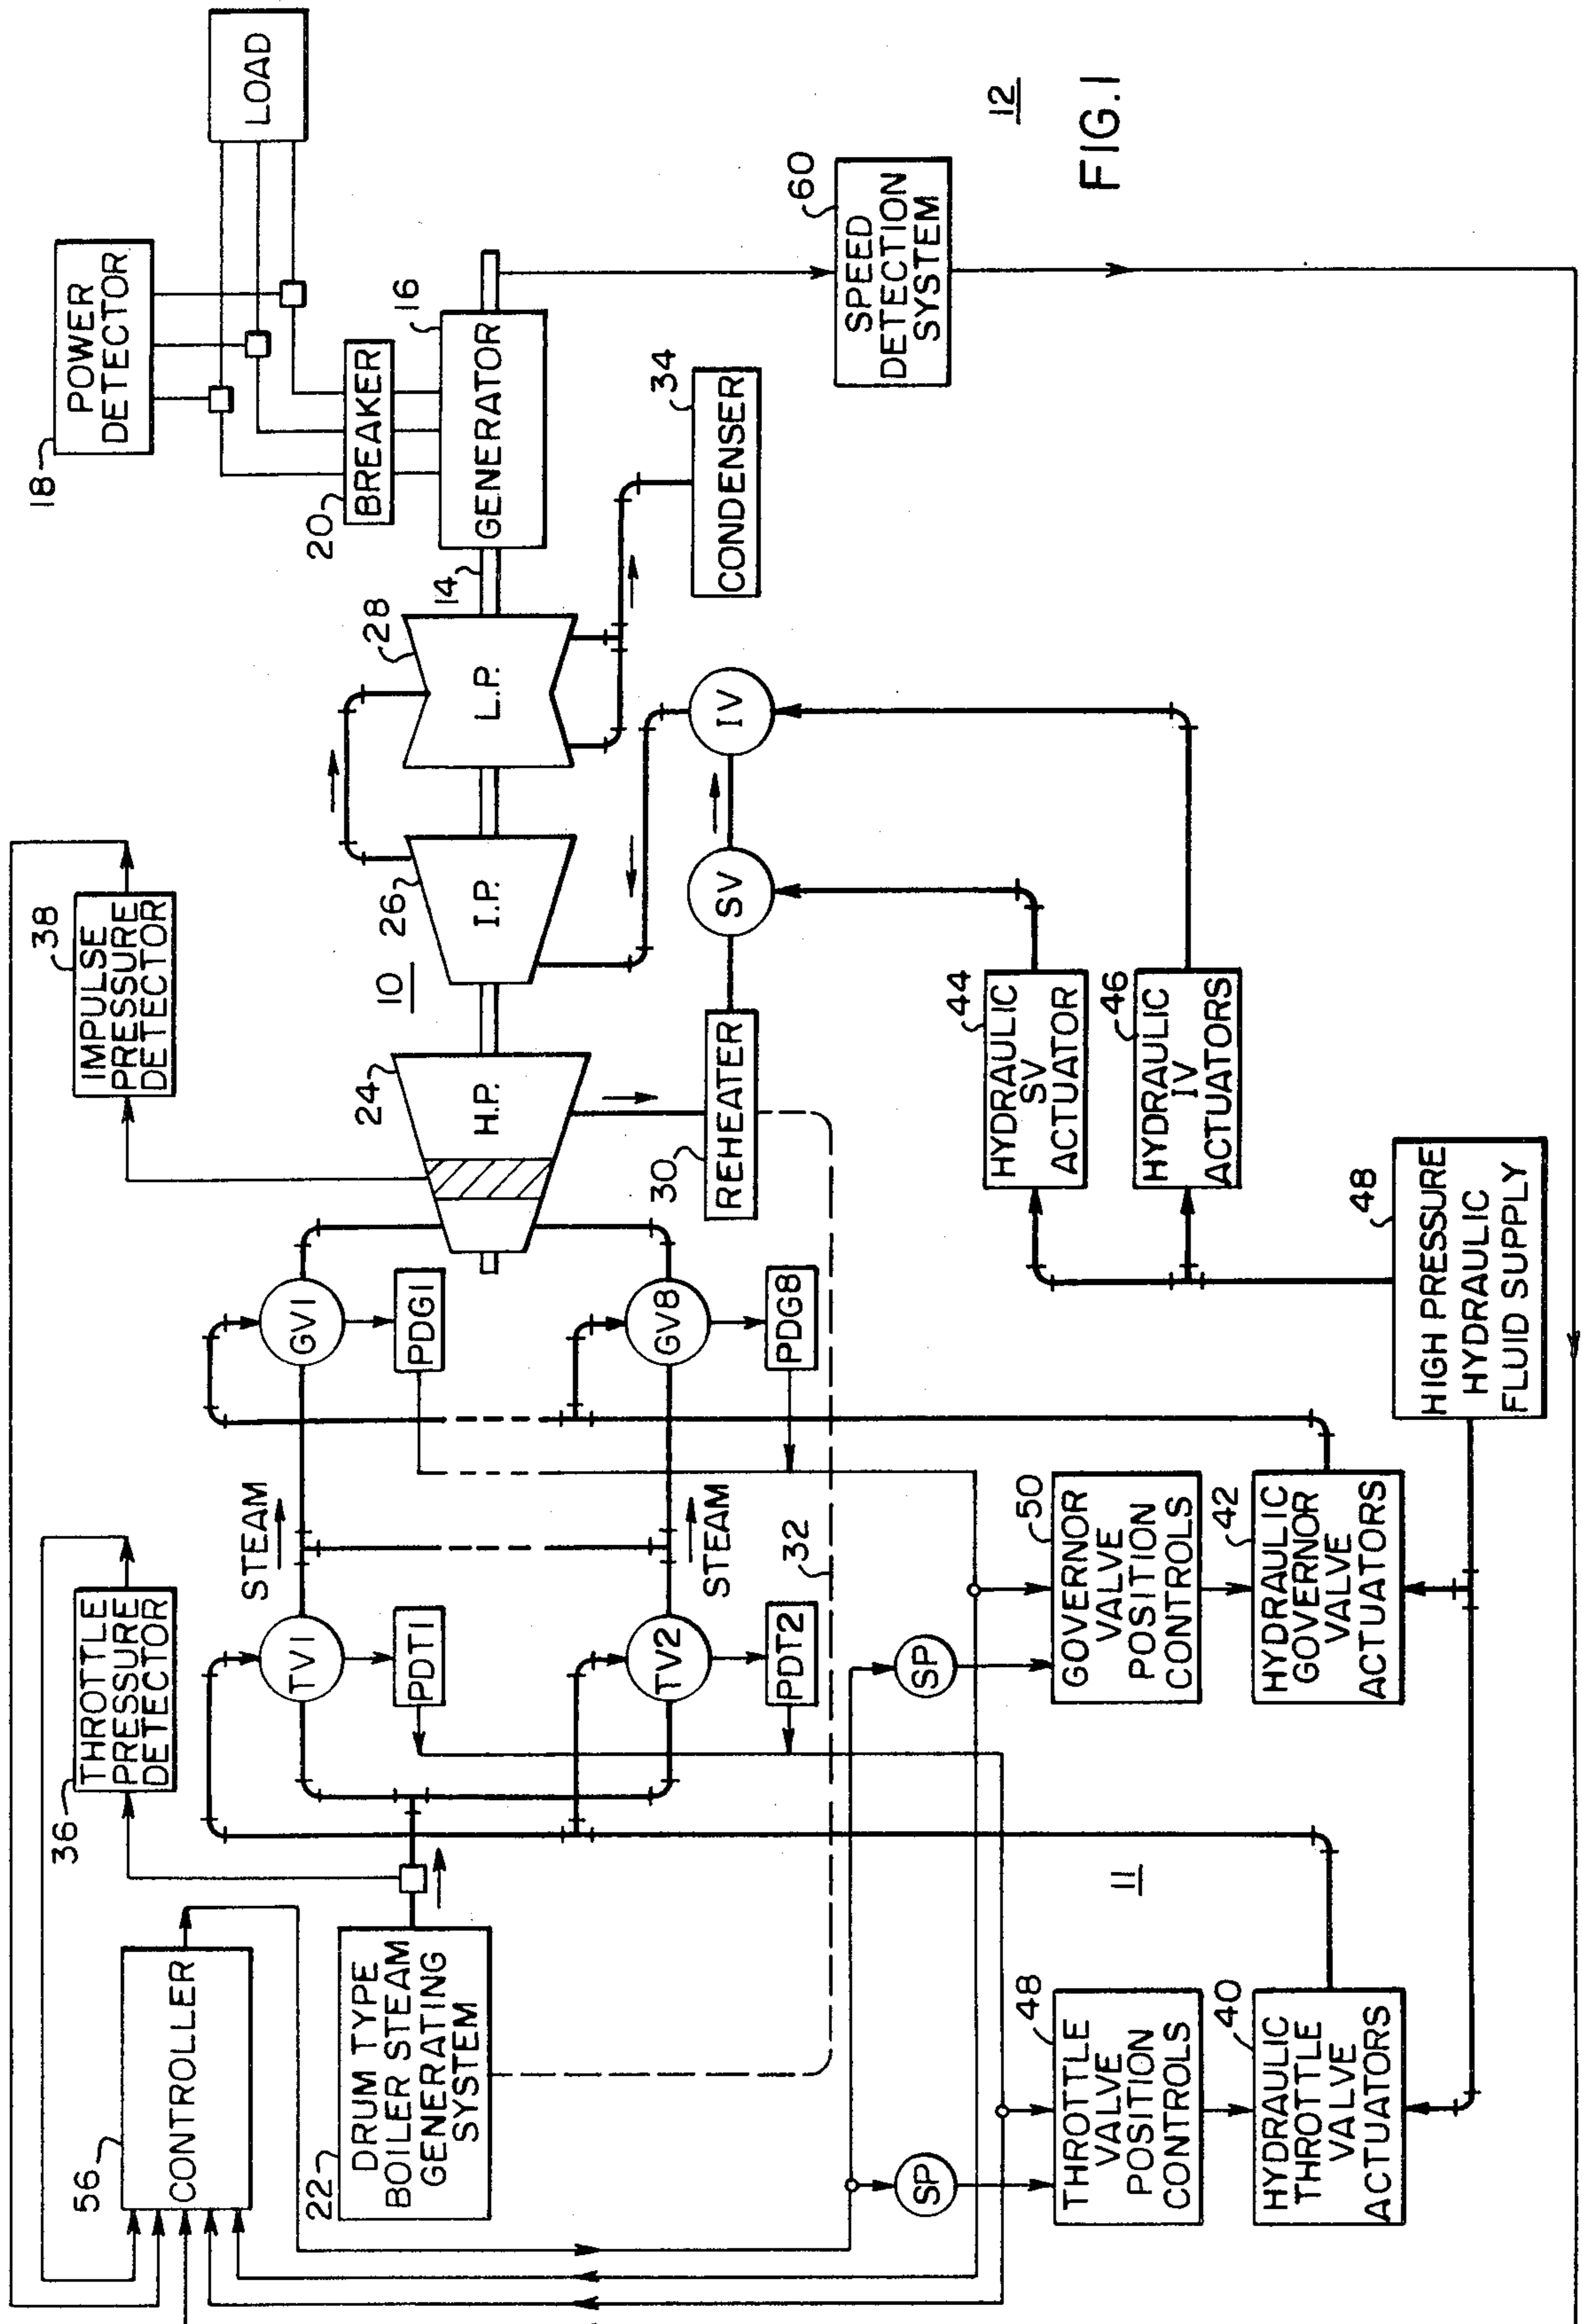 36
THROTTLE
PRESSURE
DETECTOR
38
IMPULSE
PRESSURE
DETECTOR
18
POWER
DETECTOR
LOAD
56
CONTROLLER
20
BREAKER
22
DRUM TYPE
BOILER STEAM
GENERATING
SYSTEM
STEAM
TV1
PDT1
TV2
PDT2
STEAM
GV1
PDG1
GV8
PDG8
24
H.P.
10
26
I.P.
28
L.P.
14
16
GENERATOR
30
REHEATER
SV
IV
34
CONDENSER
32
60
SPEED
DETECTION
SYSTEM
SP
SP
11
48
THROTTLE
VALVE
POSITION
CONTROLS
40
HYDRAULIC
THROTTLE
VALVE
ACTUATORS
50
GOVERNOR
VALVE
POSITION
CONTROLS
42
HYDRAULIC
GOVERNOR
VALVE
ACTUATORS
44
HYDRAULIC
SV
ACTUATOR
46
HYDRAULIC
IV
ACTUATORS
48
HIGH PRESSURE
HYDRAULIC
FLUID SUPPLY
12
FIG.1